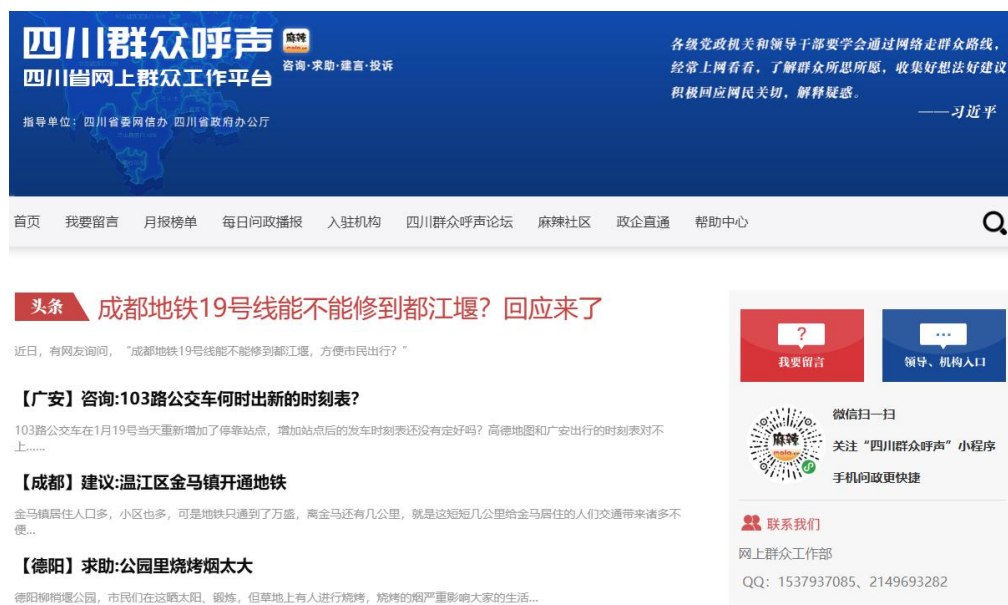 四川群众呼声
麻辣
四川省网上群众工作平台
咨询·求助·建言·投诉
指导单位：四川省委网信办 四川省政府办公厅
各级党政机关和领导干部要学会通过网络走群众路线，
经常上网看看，了解群众所思所愿，收集好想法好建议
积极回应网民关切，解释疑惑。
——习近平
首页 我要留言 月报榜单 每日问政播报 入驻机构 四川群众呼声论坛 麻辣社区 政企直通 帮助中心
头条 成都地铁19号线能不能修到都江堰？回应来了
近日，有网友询问，“成都地铁19号线能不能修到都江堰，方便市民出行？”
【广安】咨询:103路公交车何时出新的时刻表?
103路公交车在1月19号当天重新增加了停靠站点，增加站点后的发车时刻表还没有定好吗？高德地图和广安出行的时刻表对不
上......
【成都】建议:温江区金马镇开通地铁
金马镇居住人口多，小区也多，可是地铁只通到了万盛，离金马还有几公里，就是这短短几公里给金马居住的人们交通带来诸多不
便...
【德阳】求助:公园里烧烤烟太大
德阳柳梢堰公园，市民们在这晒太阳、锻炼，但草地上有人进行烧烤，烧烤的烟严重影响大家的生活...
?
我要留言
...
领导、机构入口
麻辣
微信扫一扫
关注“四川群众呼声”小程序
手机问政更快捷
联系我们
网上群众工作部
QQ：1537937085、2149693282